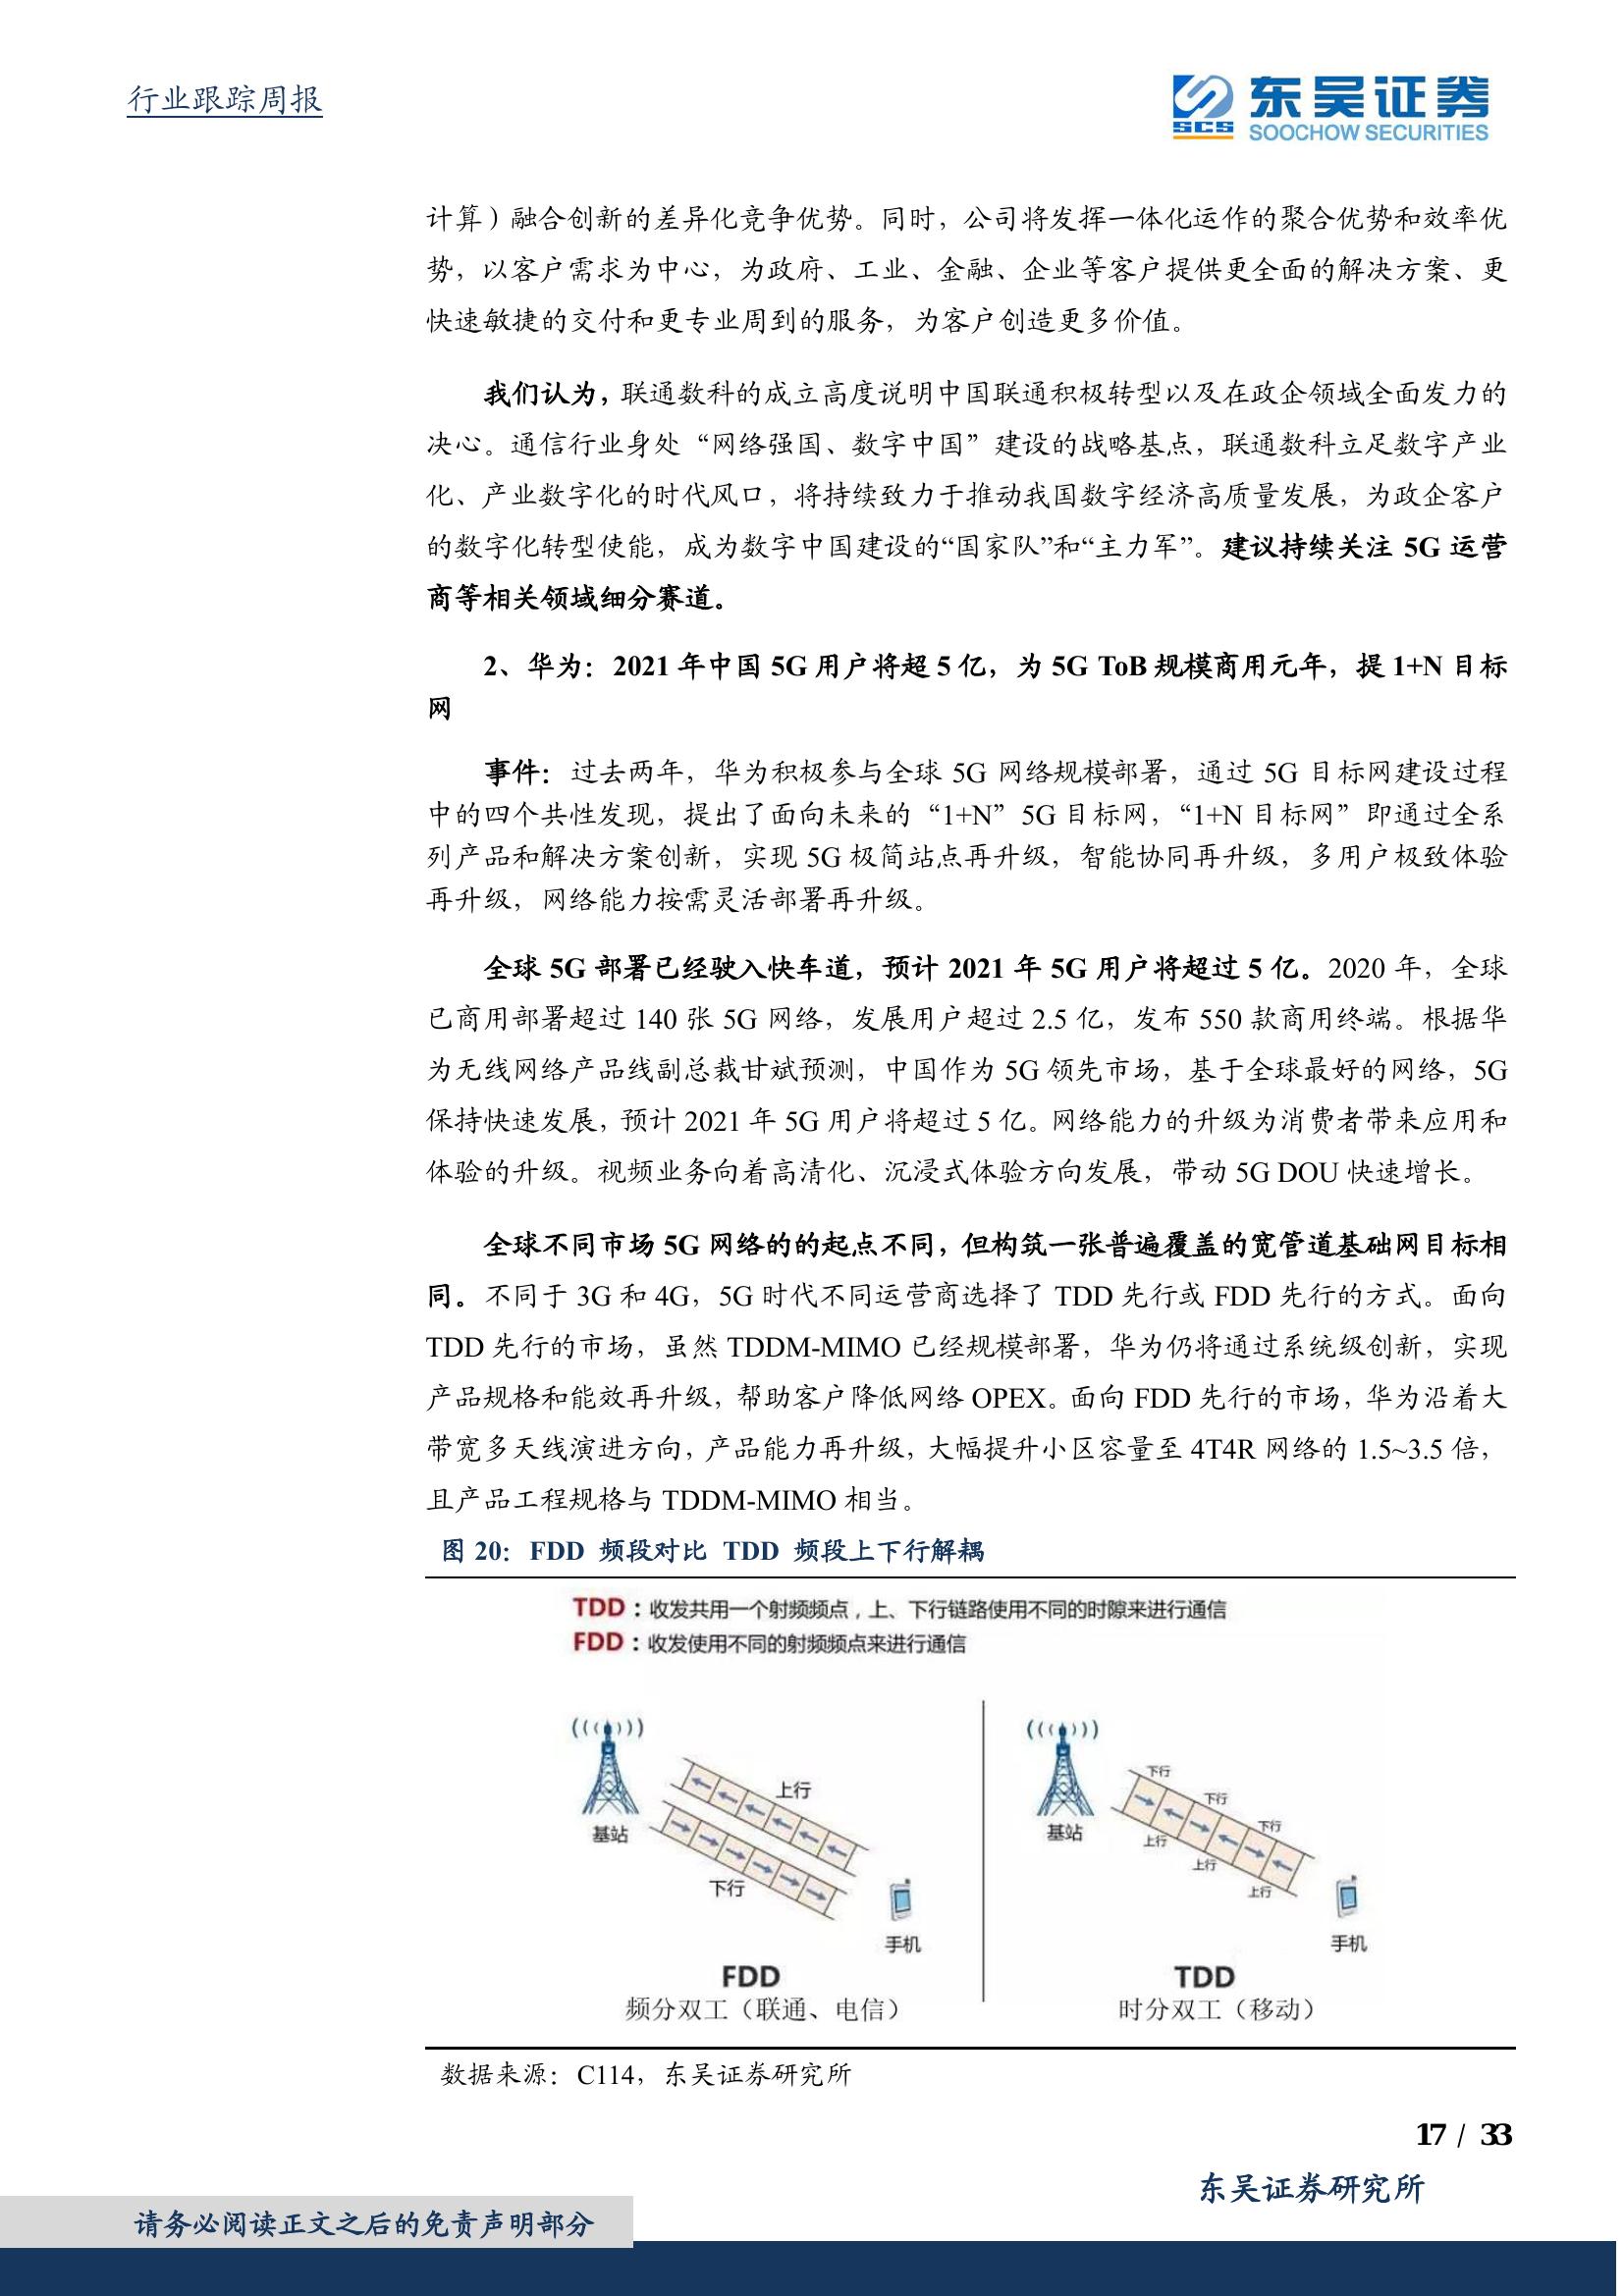 行业跟踪周报
东吴证券
SCS
SOOCHOW SECURITIES
计算）融合创新的差异化竞争优势。同时，公司将发挥一体化运作的聚合优势和效率优
势，以客户需求为中心，为政府、工业、金融、企业等客户提供更全面的解决方案、更
快速敏捷的交付和更专业周到的服务，为客户创造更多价值。
我们认为，联通数科的成立高度说明中国联通积极转型以及在政企领域全面发力的
决心。通信行业身处“网络强国、数字中国”建设的战略基点，联通数科立足数字产业
化、产业数字化的时代风口，将持续致力于推动我国数字经济高质量发展，为政企客户
的数字化转型使能，成为数字中国建设的“国家队”和“主力军”。建议持续关注 5G 运营
商等相关领域细分赛道。
2、华为：2021 年中国 5G 用户将超 5 亿，为 5G ToB 规模商用元年，提 1+N 目标
网
事件：过去两年，华为积极参与全球 5G 网络规模部署，通过 5G 目标网建设过程
中的四个共性发现，提出了面向未来的“1+N”5G 目标网，“1+N 目标网”即通过全系
列产品和解决方案创新，实现 5G 极简站点再升级，智能协同再升级，多用户极致体验
再升级，网络能力按需灵活部署再升级。
全球 5G 部署已经驶入快车道，预计 2021 年 5G 用户将超过 5 亿。2020 年，全球
已商用部署超过 140 张 5G 网络，发展用户超过 2.5 亿，发布 550 款商用终端。根据华
为无线网络产品线副总裁甘斌预测，中国作为 5G 领先市场，基于全球最好的网络，5G
保持快速发展，预计 2021 年 5G 用户将超过 5 亿。网络能力的升级为消费者带来应用和
体验的升级。视频业务向着高清化、沉浸式体验方向发展，带动 5G DOU 快速增长。
全球不同市场 5G 网络的的起点不同，但构筑一张普遍覆盖的宽管道基础网目标相
同。不同于 3G 和 4G，5G 时代不同运营商选择了 TDD 先行或 FDD 先行的方式。面向
TDD 先行的市场，虽然 TDDM-MIMO 已经规模部署，华为仍将通过系统级创新，实现
产品规格和能效再升级，帮助客户降低网络 OPEX。面向 FDD 先行的市场，华为沿着大
带宽多天线演进方向，产品能力再升级，大幅提升小区容量至 4T4R 网络的 1.5~3.5 倍，
且产品工程规格与 TDDM-MIMO 相当。
图 20：FDD 频段对比 TDD 频段上下行解耦
TDD：收发共用一个射频频点，上、下行链路使用不同的时隙来进行通信
FDD：收发使用不同的射频频点来进行通信
上行
基站
下行
手机
FDD
频分双工（联通、电信）
下行
下行
下行
基站
上行
上行
上行
手机
TDD
时分双工（移动）
数据来源：C114，东吴证券研究所
17 / 33
东吴证券研究所
请务必阅读正文之后的免责声明部分